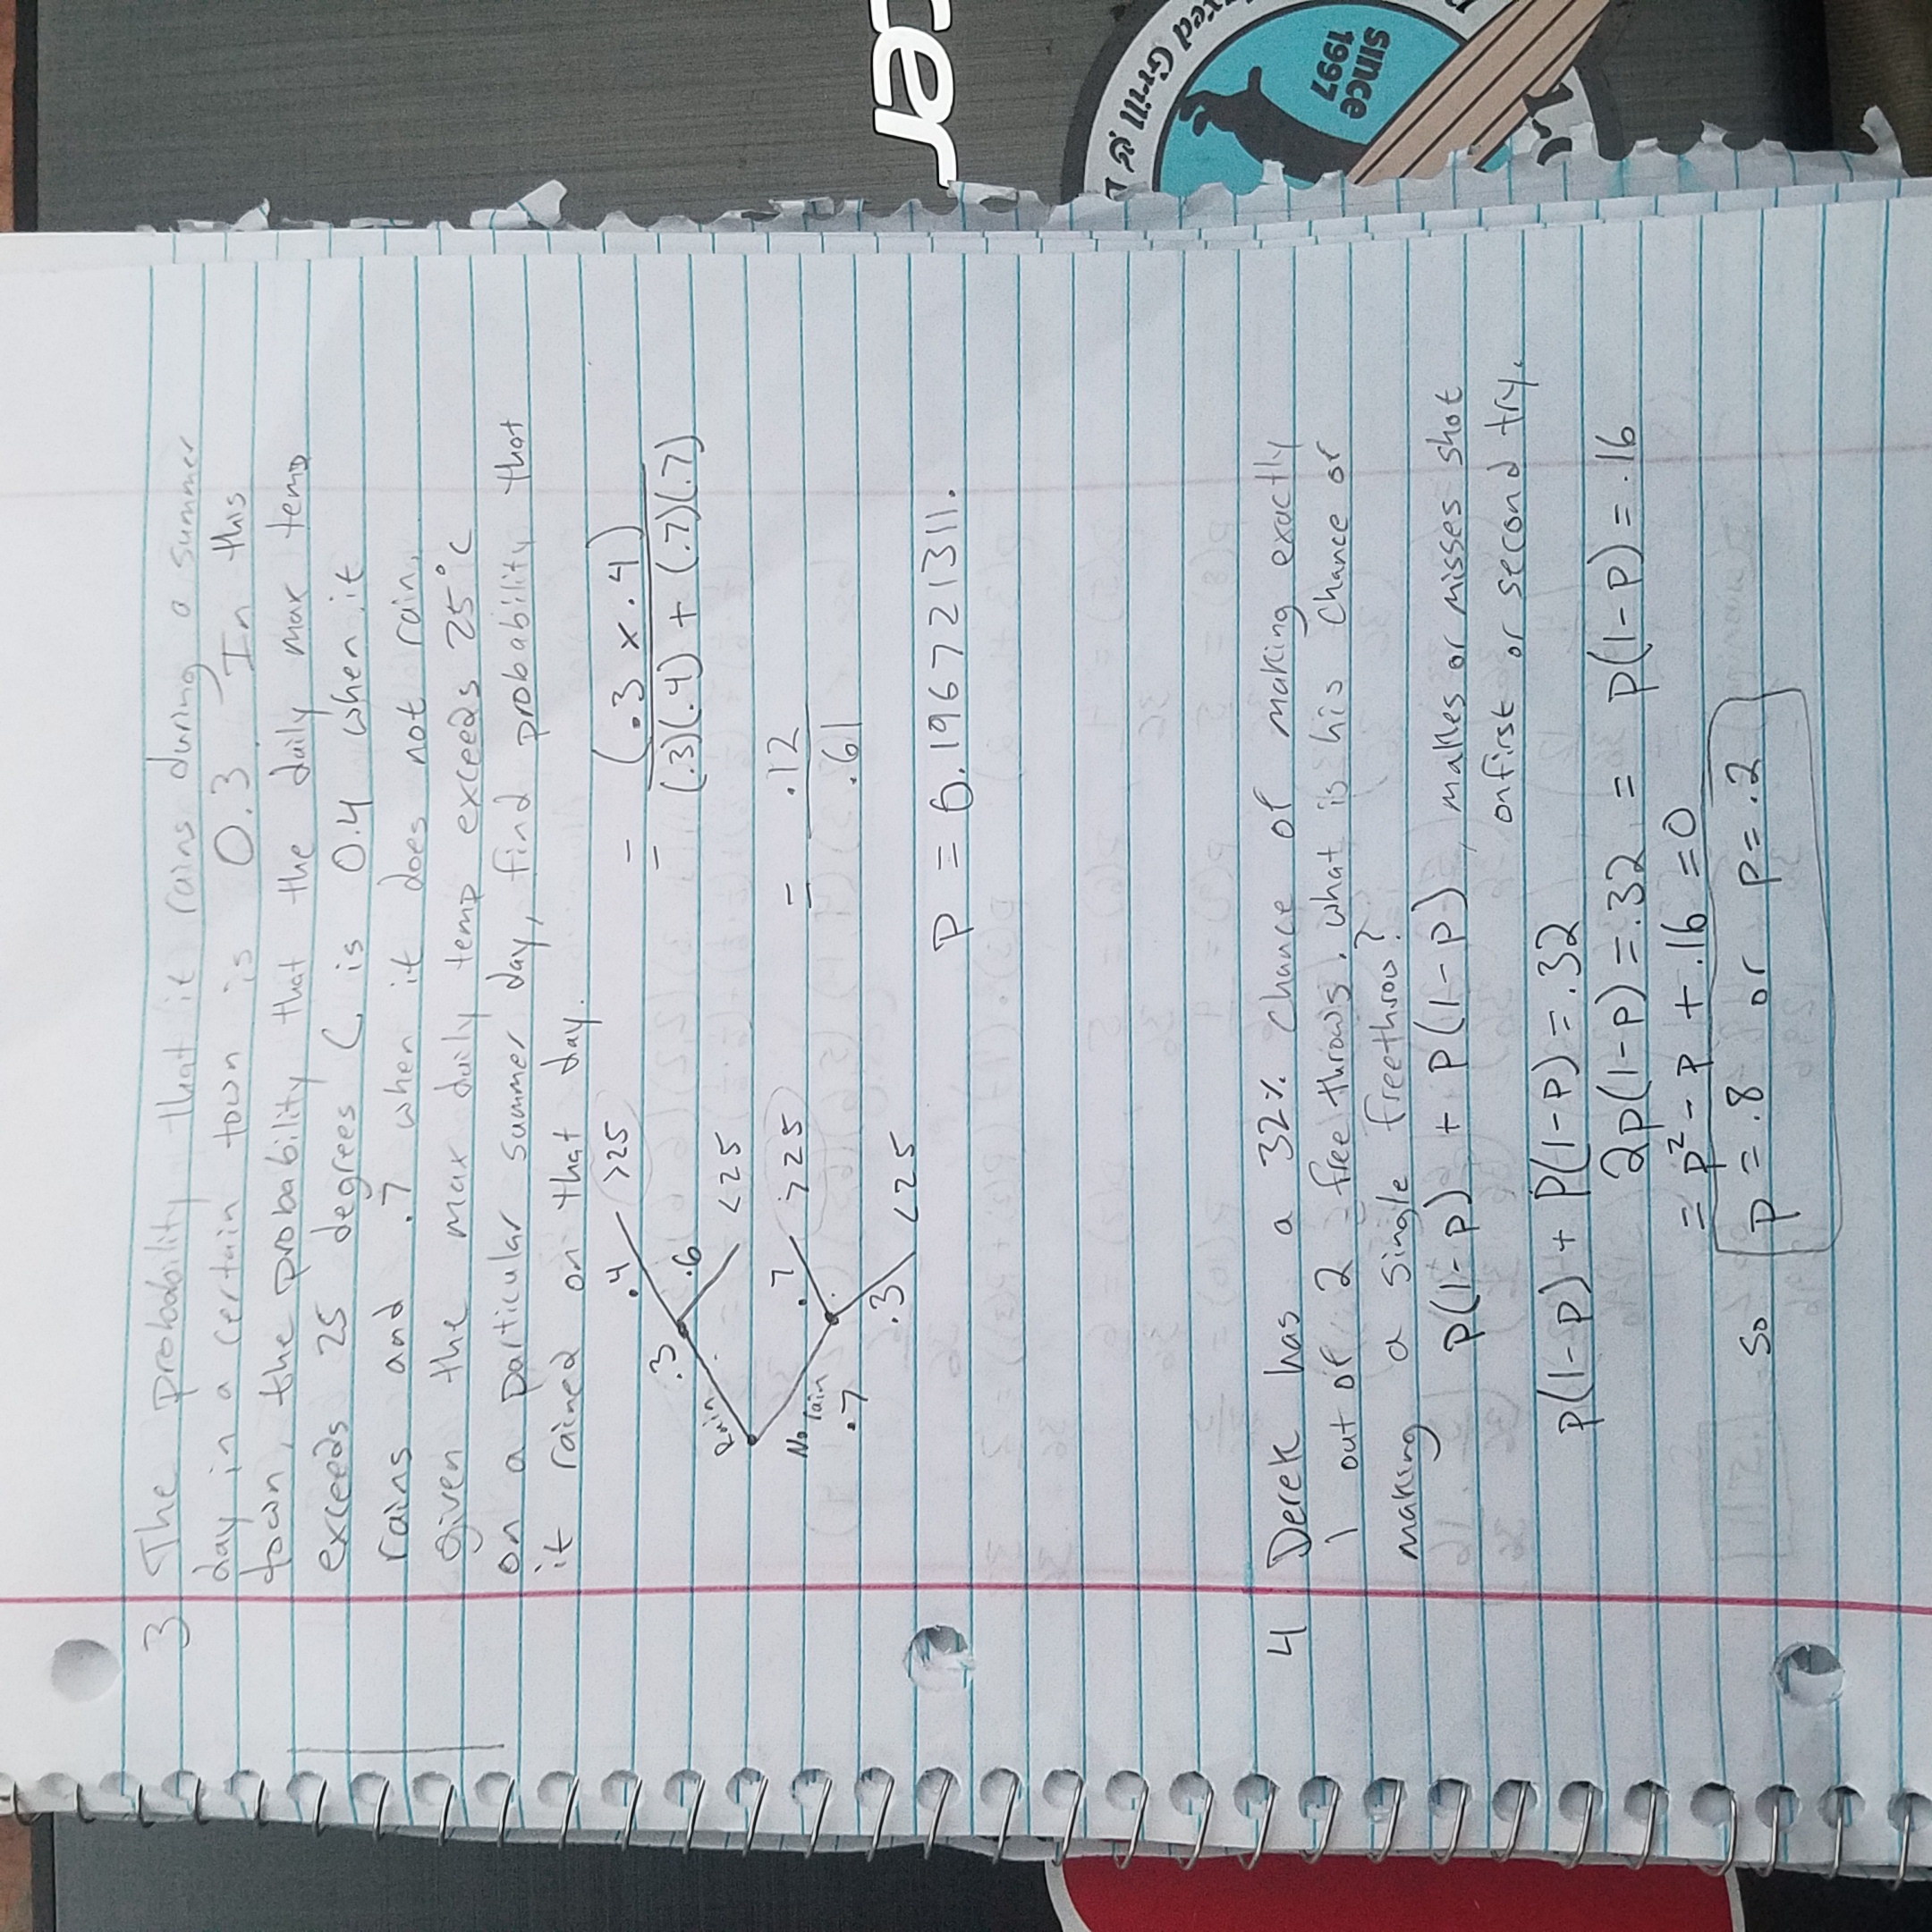 3 The probability that it rains during a summer
day in a certain town is 0.3. In this
town, the probability that the daily max temp
exceeds 25 degrees C is 0.4 when it
rains and .7 when it does not rain,
given the max daily temp exceeds 25°C
on a particular summer day, find probability that
it rained on that day.
.4 >25
.3
.6
Rain
<25
= (.3 x .4)
(.3)(.4) + (.7)(.7)
.7 >25
No rain
.7
.3 <25
= .12
.61
P = 0.196721311.
4 Derek has a 32% chance of making exactly
1 out of 2 free throws. what is his chance of
making a single freethrow?
p(1-p) + p(1-p), makes or misses shot
on first or second try.
p(1-p) + p(1-p) = .32
2p(1-p) = .32 = p(1-p) = .16
= p² - p + .16 = 0
so p = .8 or p = .2
cer
Grill &
since
1997